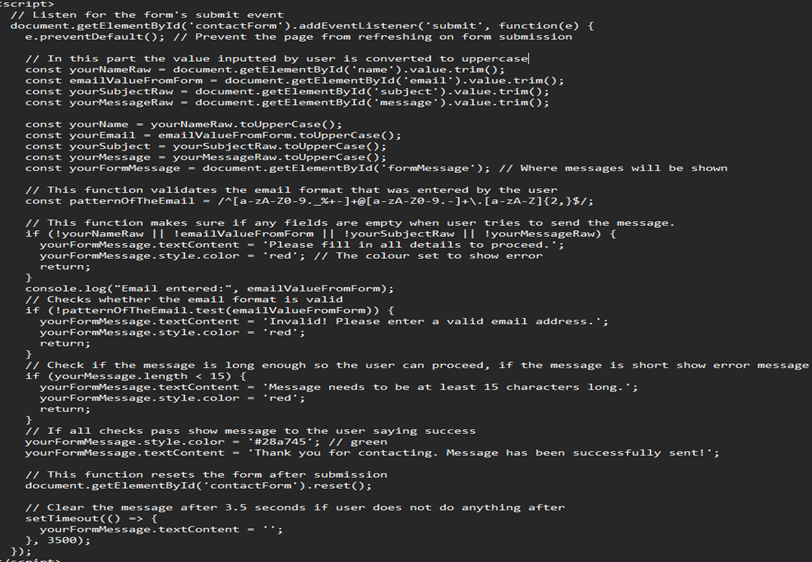 <script>
// Listen for the form's submit event
document.getElementById('contactForm').addEventListener('submit', function(e) {
e.preventDefault(); // Prevent the page from refreshing on form submission
// In this part the value inputted by user is converted to uppercase
const yourNameRaw = document.getElementById('name').value.trim();
const emailValueFromForm = document.getElementById('email').value.trim();
const yourSubjectRaw = document.getElementById('subject').value.trim();
const yourMessageRaw = document.getElementById('message').value.trim();
const yourName = yourNameRaw.toUpperCase();
const yourEmail = emailValueFromForm.toUpperCase();
const yourSubject = yourSubjectRaw.toUpperCase();
const yourMessage = yourMessageRaw.toUpperCase();
const yourFormMessage = document.getElementById('formMessage'); // Where messages will be shown
// This function validates the email format that was entered by the user
const patternOfTheEmail = /^[a-zA-Z0-9._%+-]+@[a-zA-Z0-9.-]+\.[a-zA-Z]{2,}$/;
// This function makes sure if any fields are empty when user tries to send the message.
if (!yourNameRaw || !emailValueFromForm || !yourSubjectRaw || !yourMessageRaw) {
yourFormMessage.textContent = 'Please fill in all details to proceed.';
yourFormMessage.style.color = 'red'; // The colour set to show error
return;
}
console.log("Email entered:", emailValueFromForm);
// Checks whether the email format is valid
if (!patternOfTheEmail.test(emailValueFromForm)) {
yourFormMessage.textContent = 'Invalid! Please enter a valid email address.';
yourFormMessage.style.color = 'red';
return;
}
// Check if the message is long enough so the user can proceed, if the message is short show error message
if (yourMessage.length < 15) {
yourFormMessage.textContent = 'Message needs to be at least 15 characters long.';
yourFormMessage.style.color = 'red';
return;
}
// If all checks pass show message to the user saying success
yourFormMessage.style.color = '#28a745'; // green
yourFormMessage.textContent = 'Thank you for contacting. Message has been successfully sent!';
// This function resets the form after submission
document.getElementById('contactForm').reset();
// Clear the message after 3.5 seconds if user does not do anything after
setTimeout(() => {
yourFormMessage.textContent = '';
}, 3500);
});
</script>